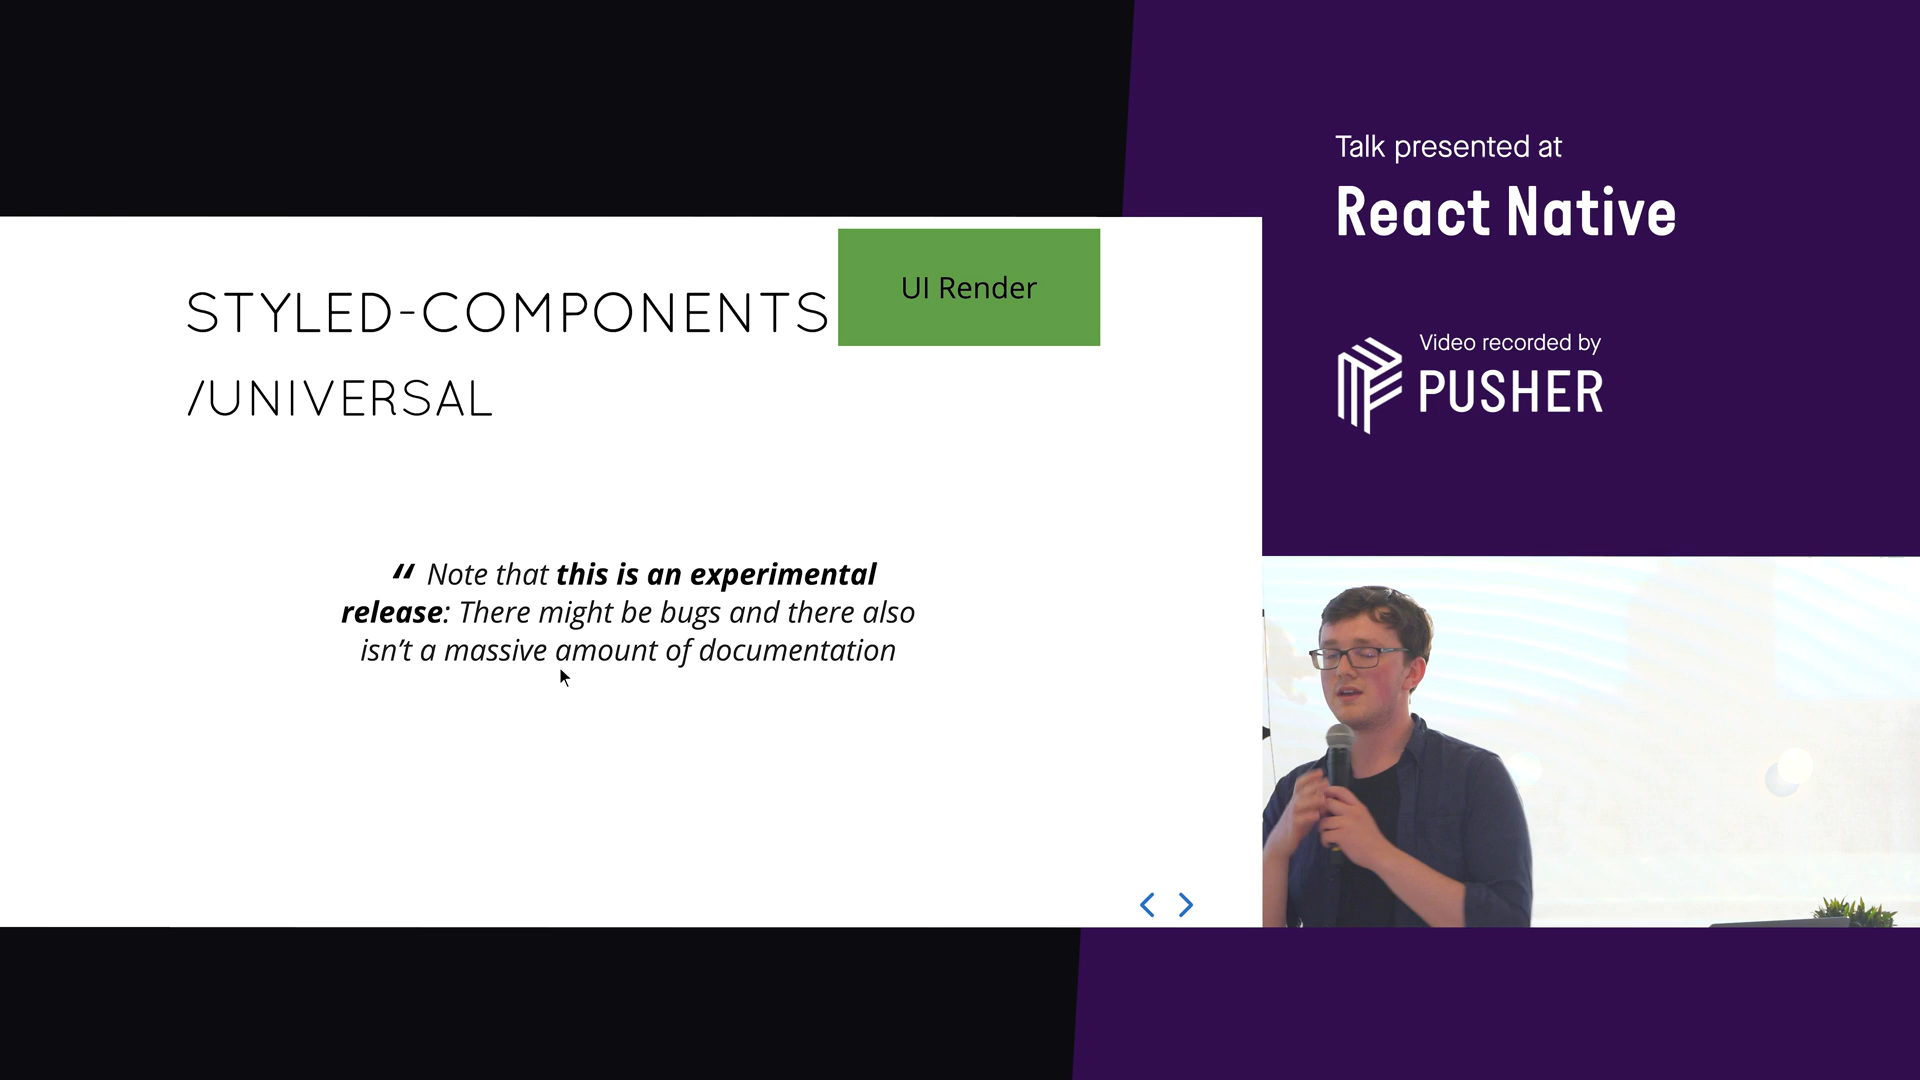 STYLED-COMPONENTS
/UNIVERSAL
UI Render
“ Note that this is an experimental
release: There might be bugs and there also
isn’t a massive amount of documentation
Talk presented at
React Native
Video recorded by
PUSHER